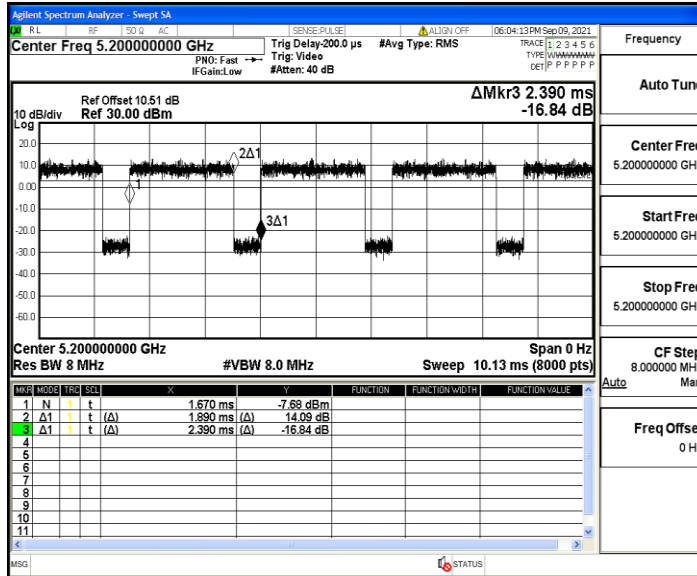 Agilent Spectrum Analyzer - Swept SA
RL RF 50 Ω AC SENSE:PULSE ALIGN OFF 06:04:13 PM Sep 09, 2021
Center Freq 5.200000000 GHz
PNO: Fast
IFGain:Low
Trig Delay-200.0 µs
Trig: Video
#Atten: 40 dB
#Avg Type: RMS
TRACE 1 2 3 4 5 6
TYPE
DET P P P P P P
Ref Offset 10.51 dB
10 dB/div Ref 30.00 dBm
Log
ΔMkr3 2.390 ms
-16.84 dB
20.0
10.0
0.00
-10.0
-20.0
-30.0
-40.0
-50.0
-60.0
1
2Δ1
3Δ1
Center 5.200000000 GHz Span 0 Hz
Res BW 8 MHz #VBW 8.0 MHz Sweep 10.13 ms (8000 pts)
MKR MODE TRC SCL X Y FUNCTION FUNCTION WIDTH FUNCTION VALUE
1 N 1 t 1.670 ms -7.68 dBm
2 Δ1 1 t (Δ) 1.890 ms (Δ) 14.09 dB
3 Δ1 1 t (Δ) 2.390 ms (Δ) -16.84 dB
4
5
6
7
8
9
10
11
MSG STATUS
Frequency
Auto Tun
Center Fre
5.200000000 GH
Start Fre
5.200000000 GH
Stop Fre
5.200000000 GH
CF Step
8.000000 MH
Auto Ma
Freq Offse
0 H